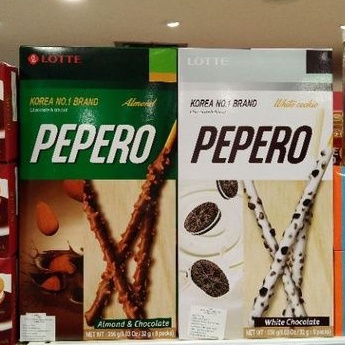 LOTTE
KOREA NO.1 BRAND
Almond
PEPERO
Almond & Chocolate
LOTTE
KOREA NO.1 BRAND
White cookie
PEPERO
White Chocolate